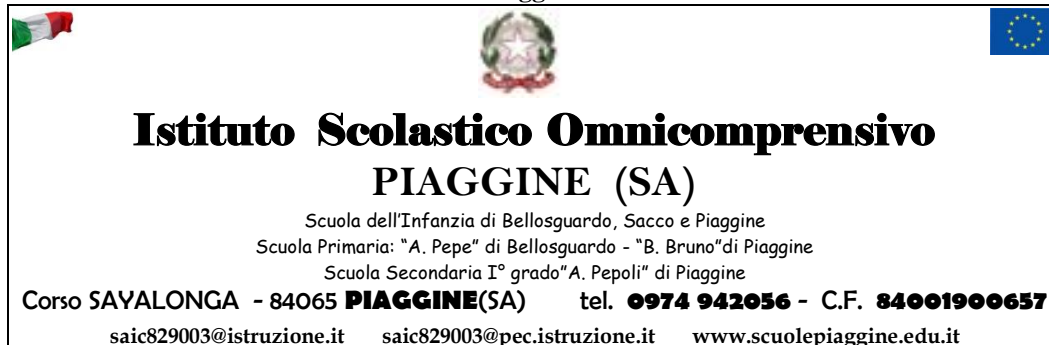 Istituto Scolastico Omnicomprensivo
PIAGGINE (SA)
Scuola dell'Infanzia di Bellosguardo, Sacco e Piaggine
Scuola Primaria: "A. Pepe" di Bellosguardo - "B. Bruno"di Piaggine
Scuola Secondaria I° grado"A. Pepoli" di Piaggine
Corso SAYALONGA - 84065 PIAGGINE(SA) tel. 0974 942056 - C.F. 84001900657
saic829003@istruzione.it saic829003@pec.istruzione.it www.scuolepiaggine.edu.it